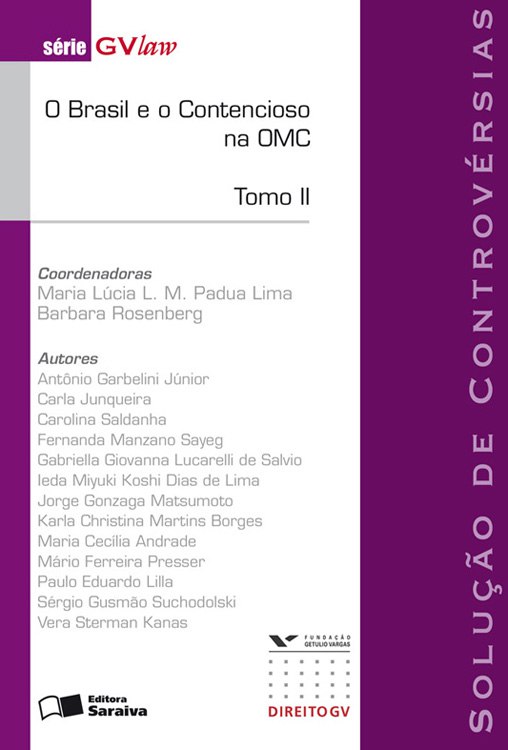 série GVlaw
O Brasil e o Contencioso
na OMC
Tomo II
Coordenadoras
Maria Lúcia L. M. Padua Lima
Barbara Rosenberg
Autores
Antônio Garbelini Júnior
Carla Junqueira
Carolina Saldanha
Fernanda Manzano Sayeg
Gabriella Giovanna Lucarelli de Salvio
Ieda Miyuki Koshi Dias de Lima
Jorge Gonzaga Matsumoto
Karla Christina Martins Borges
Maria Cecília Andrade
Mário Ferreira Presser
Paulo Eduardo Lilla
Sérgio Gusmão Suchodolski
Vera Sterman Kanas
FUNDAÇÃO
GETULIO VARGAS
DIREITO GV
Editora
Saraiva
SOLUÇÃO DE CONTROVÉRSIAS